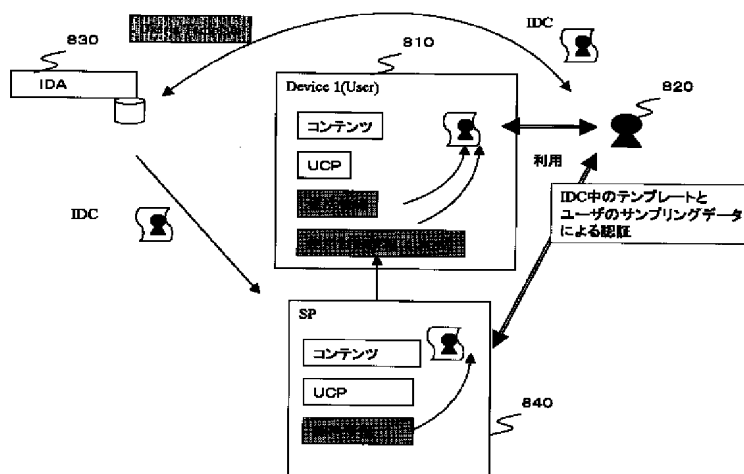 830
IDA
IDC
810
820
Device 1(User)
コンテンツ
UCP
利用
IDC
IDC中のテンプレートと
ユーザのサンプリングデータ
による認証
SP
コンテンツ
UCP
840